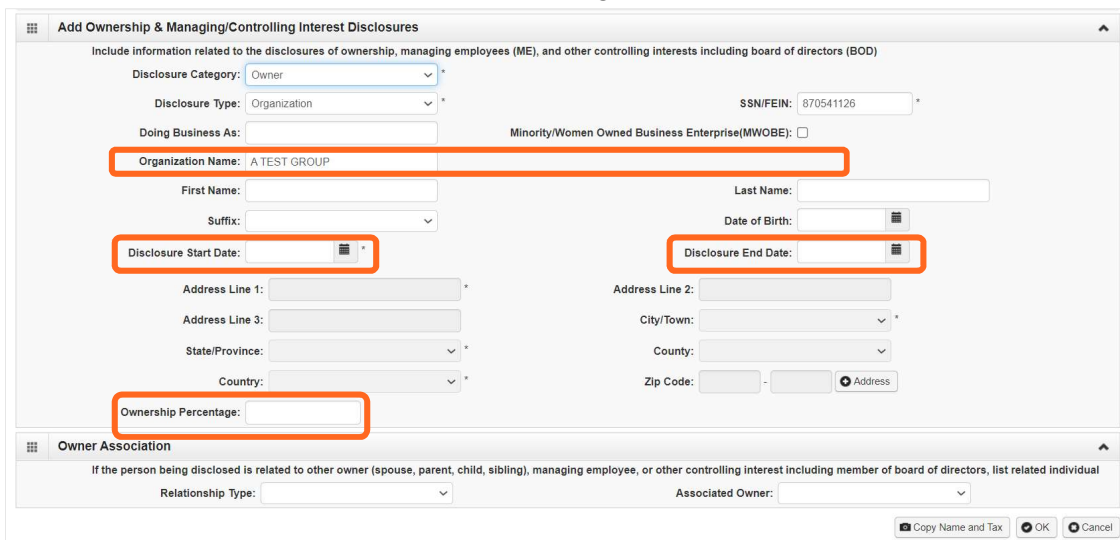 Add Ownership & Managing/Controlling Interest Disclosures
Include information related to the disclosures of ownership, managing employees (ME), and other controlling interests including board of directors (BOD)
Disclosure Category: Owner *
Disclosure Type: Organization * SSN/FEIN: 870541126 *
Doing Business As: Minority/Women Owned Business Enterprise(MWOBE):
Organization Name: A TEST GROUP
First Name: Last Name:
Suffix: Date of Birth:
Disclosure Start Date: * Disclosure End Date:
Address Line 1: * Address Line 2:
Address Line 3: City/Town: *
State/Province: * County:
Country: * Zip Code: - Address
Ownership Percentage:
Owner Association
If the person being disclosed is related to other owner (spouse, parent, child, sibling), managing employee, or other controlling interest including member of board of directors, list related individual
Relationship Type: Associated Owner:
Copy Name and Tax OK Cancel